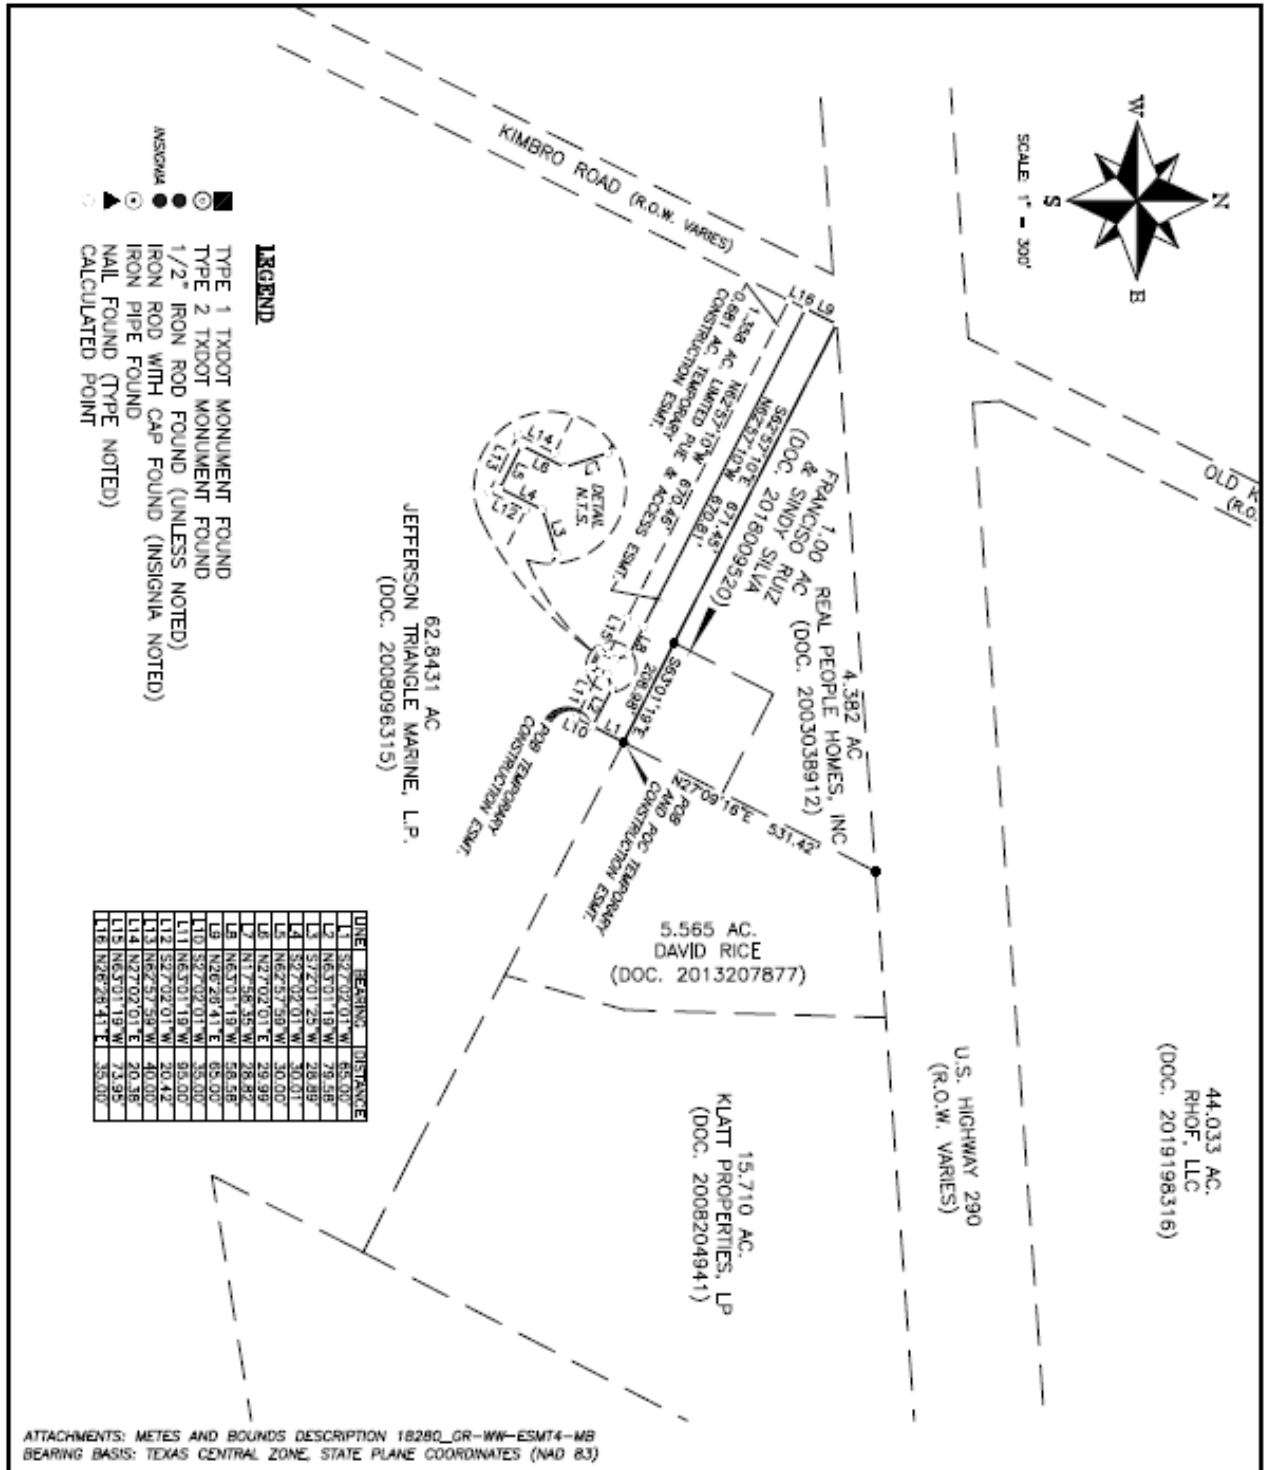 W
N
S
E
SCALE: 1" = 300'
KIMBRO ROAD (R.O.W. VARIES)
OLD K
(R.O.
L16 L9
S62°57'10"E 671.45'
N62°57'10"W 670.81'
N62°57'10"W 670.46'
1.358 AC. LIMITED PUE & ACCESS ESMT.
0.681 AC. TEMPORARY
CONSTRUCTION ESMT.
1.00 AC
FRANCISO RUIZ
& SINDY SILVA
(DOC. 2018009520)
4.382 AC
REAL PEOPLE HOMES, INC
(DOC. 2003038912)
S63°01'19"E
206.98'
L8
L15
L11
L2
L1
L10
N27°09'16"E 531.42'
POB AND POC TEMPORARY
CONSTRUCTION ESMT.
POB TEMPORARY
CONSTRUCTION ESMT.
DETAIL
N.T.S.
L14
L6
L13
L5
L4
L12
L3
62.8431 AC
JEFFERSON TRIANGLE MARINE, L.P.
(DOC. 2008096315)
5.565 AC.
DAVID RICE
(DOC. 2013207877)
15.710 AC.
KLATT PROPERTIES, LP
(DOC. 2008204941)
U.S. HIGHWAY 290
(R.O.W. VARIES)
44.033 AC.
RHOF, LLC
(DOC. 2019198316)
LEGEND
TYPE 1 TXDOT MONUMENT FOUND
TYPE 2 TXDOT MONUMENT FOUND
1/2" IRON ROD FOUND (UNLESS NOTED)
INSIGNIA IRON ROD WITH CAP FOUND (INSIGNIA NOTED)
IRON PIPE FOUND
NAIL FOUND (TYPE NOTED)
CALCULATED POINT
LINE BEARING DISTANCE
L1 S27°02'01"W 65.00'
L2 N63°01'19"W 79.58'
L3 S72°01'25"W 28.89'
L4 S27°02'01"W 30.01'
L5 N62°57'59"W 30.00'
L6 N27°02'01"E 29.99'
L7 N17°58'35"W 28.82'
L8 N63°01'19"W 58.58'
L9 N26°28'41"E 65.00'
L10 S27°02'01"W 35.00'
L11 N63°01'19"W 95.00'
L12 S27°02'01"W 20.42'
L13 N62°57'59"W 40.00'
L14 N27°02'01"E 20.38'
L15 N63°01'19"W 73.95'
L16 N26°28'41"E 35.00'
ATTACHMENTS: METES AND BOUNDS DESCRIPTION 18280_GR-WW-ESMT4-MB
BEARING BASIS: TEXAS CENTRAL ZONE, STATE PLANE COORDINATES (NAD 83)